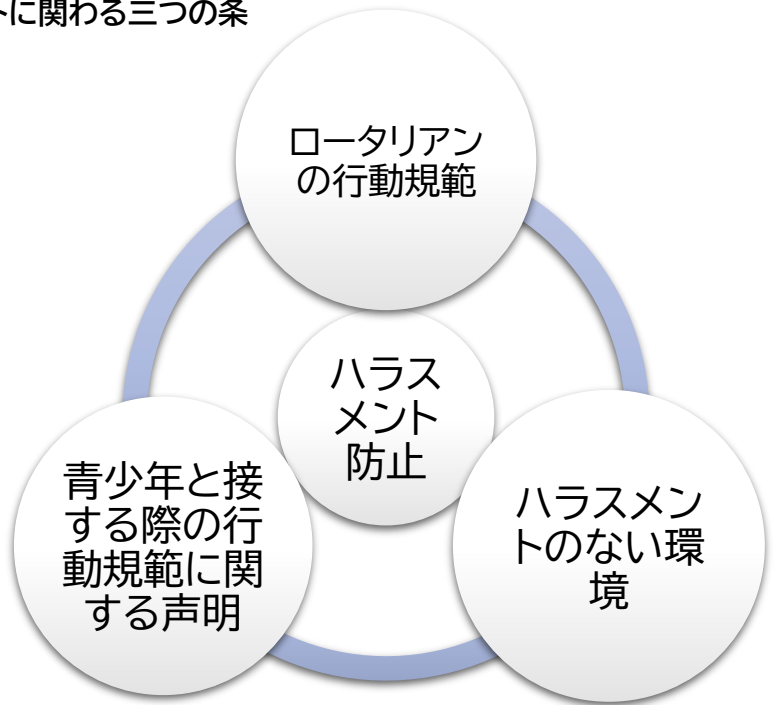 トに関わる三つの条
ロータリアン
の行動規範
ハラス
メント
防止
青少年と接
する際の行
動規範に関
する声明
ハラスメン
トのない環
境